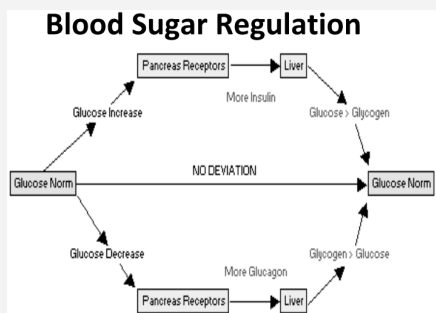 Blood Sugar Regulation
Pancreas Receptors
Liver
More Insulin
Glucose Increase
Glucose > Glycogen
NO DEVIATION
Glucose Norm
Glucose Norm
Glucose Decrease
More Glucagon
Glycogen > Glucose
Pancreas Receptors
Liver